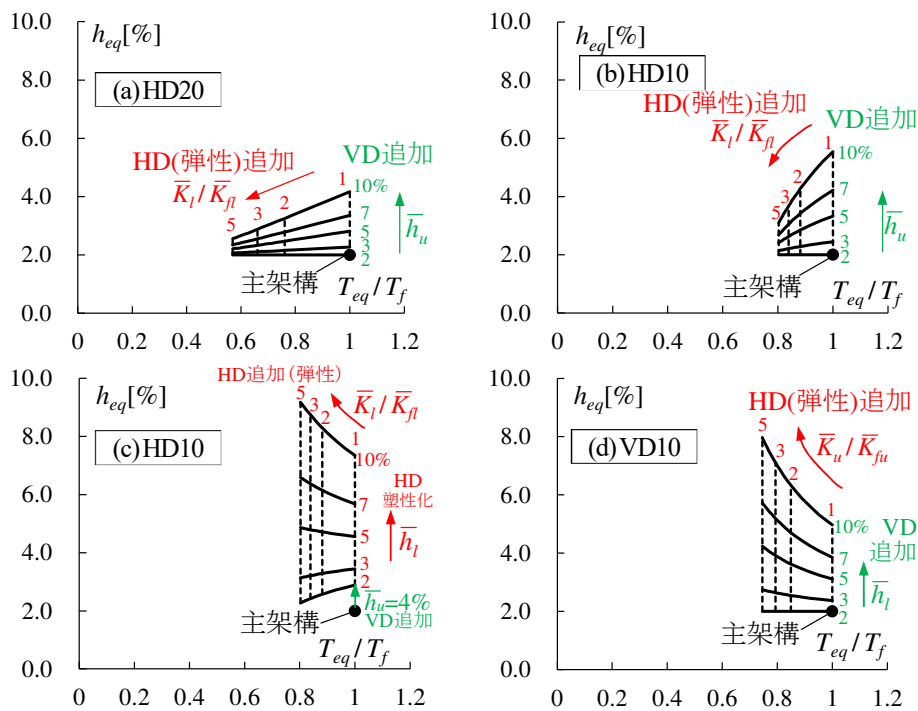 10.0
h_eq[%]
8.0
(a)HD20
6.0
HD(弾性)追加
K̅_l/K̅_fl
VD追加
4.0
5
3
2
1
10%
7
5
3
2
h̅_u
2.0
主架構
T_eq/T_f
0.0
0 0.2 0.4 0.6 0.8 1 1.2
10.0
h_eq[%]
8.0
(b)HD10
HD(弾性)追加
K̅_l/K̅_fl
VD追加
6.0
5
3
2
1
10%
7
5
3
2
h̅_u
4.0
2.0
主架構
T_eq/T_f
0.0
0 0.2 0.4 0.6 0.8 1 1.2
10.0
h_eq[%]
HD追加(弾性)
K̅_l/K̅_fl
8.0
(c)HD10
5
3
2
1
10%
7
5
3
2
HD
塑性化
h̅_l
6.0
4.0
h̅_u=4%
VD追加
2.0
主架構
T_eq/T_f
0.0
0 0.2 0.4 0.6 0.8 1 1.2
10.0
h_eq[%]
HD(弾性)追加
K̅_u/K̅_fu
8.0
(d)VD10
5
3
2
1
10%
7
5
3
2
VD
追加
h̅_l
6.0
4.0
2.0
主架構
T_eq/T_f
0.0
0 0.2 0.4 0.6 0.8 1 1.2